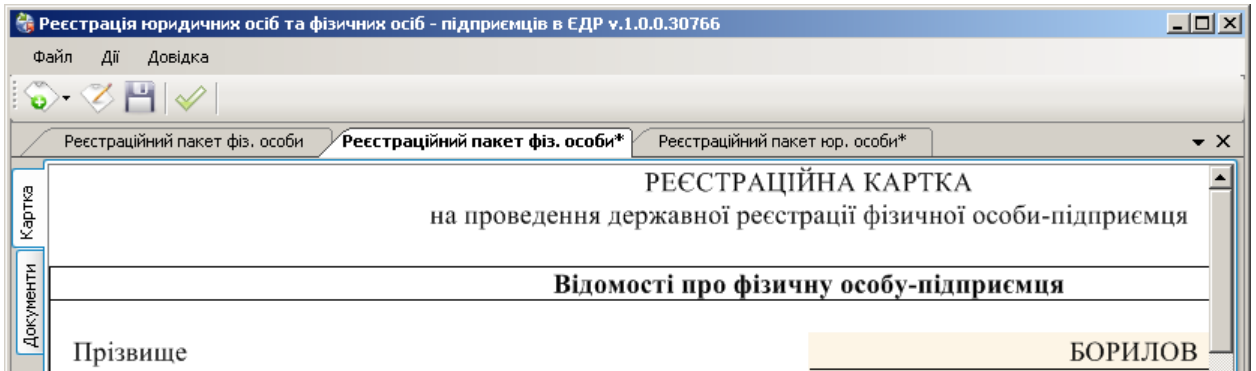 Реєстрація юридичних осіб та фізичних осіб - підприємців в ЄДР v.1.0.0.30766
Файл Дії Довідка
Реєстраційний пакет фіз. особи Реєстраційний пакет фіз. особи* Реєстраційний пакет юр. особи*
Картка
Документи
РЕЄСТРАЦІЙНА КАРТКА
на проведення державної реєстрації фізичної особи-підприємця
Відомості про фізичну особу-підприємця
Прізвище БОРИЛОВ